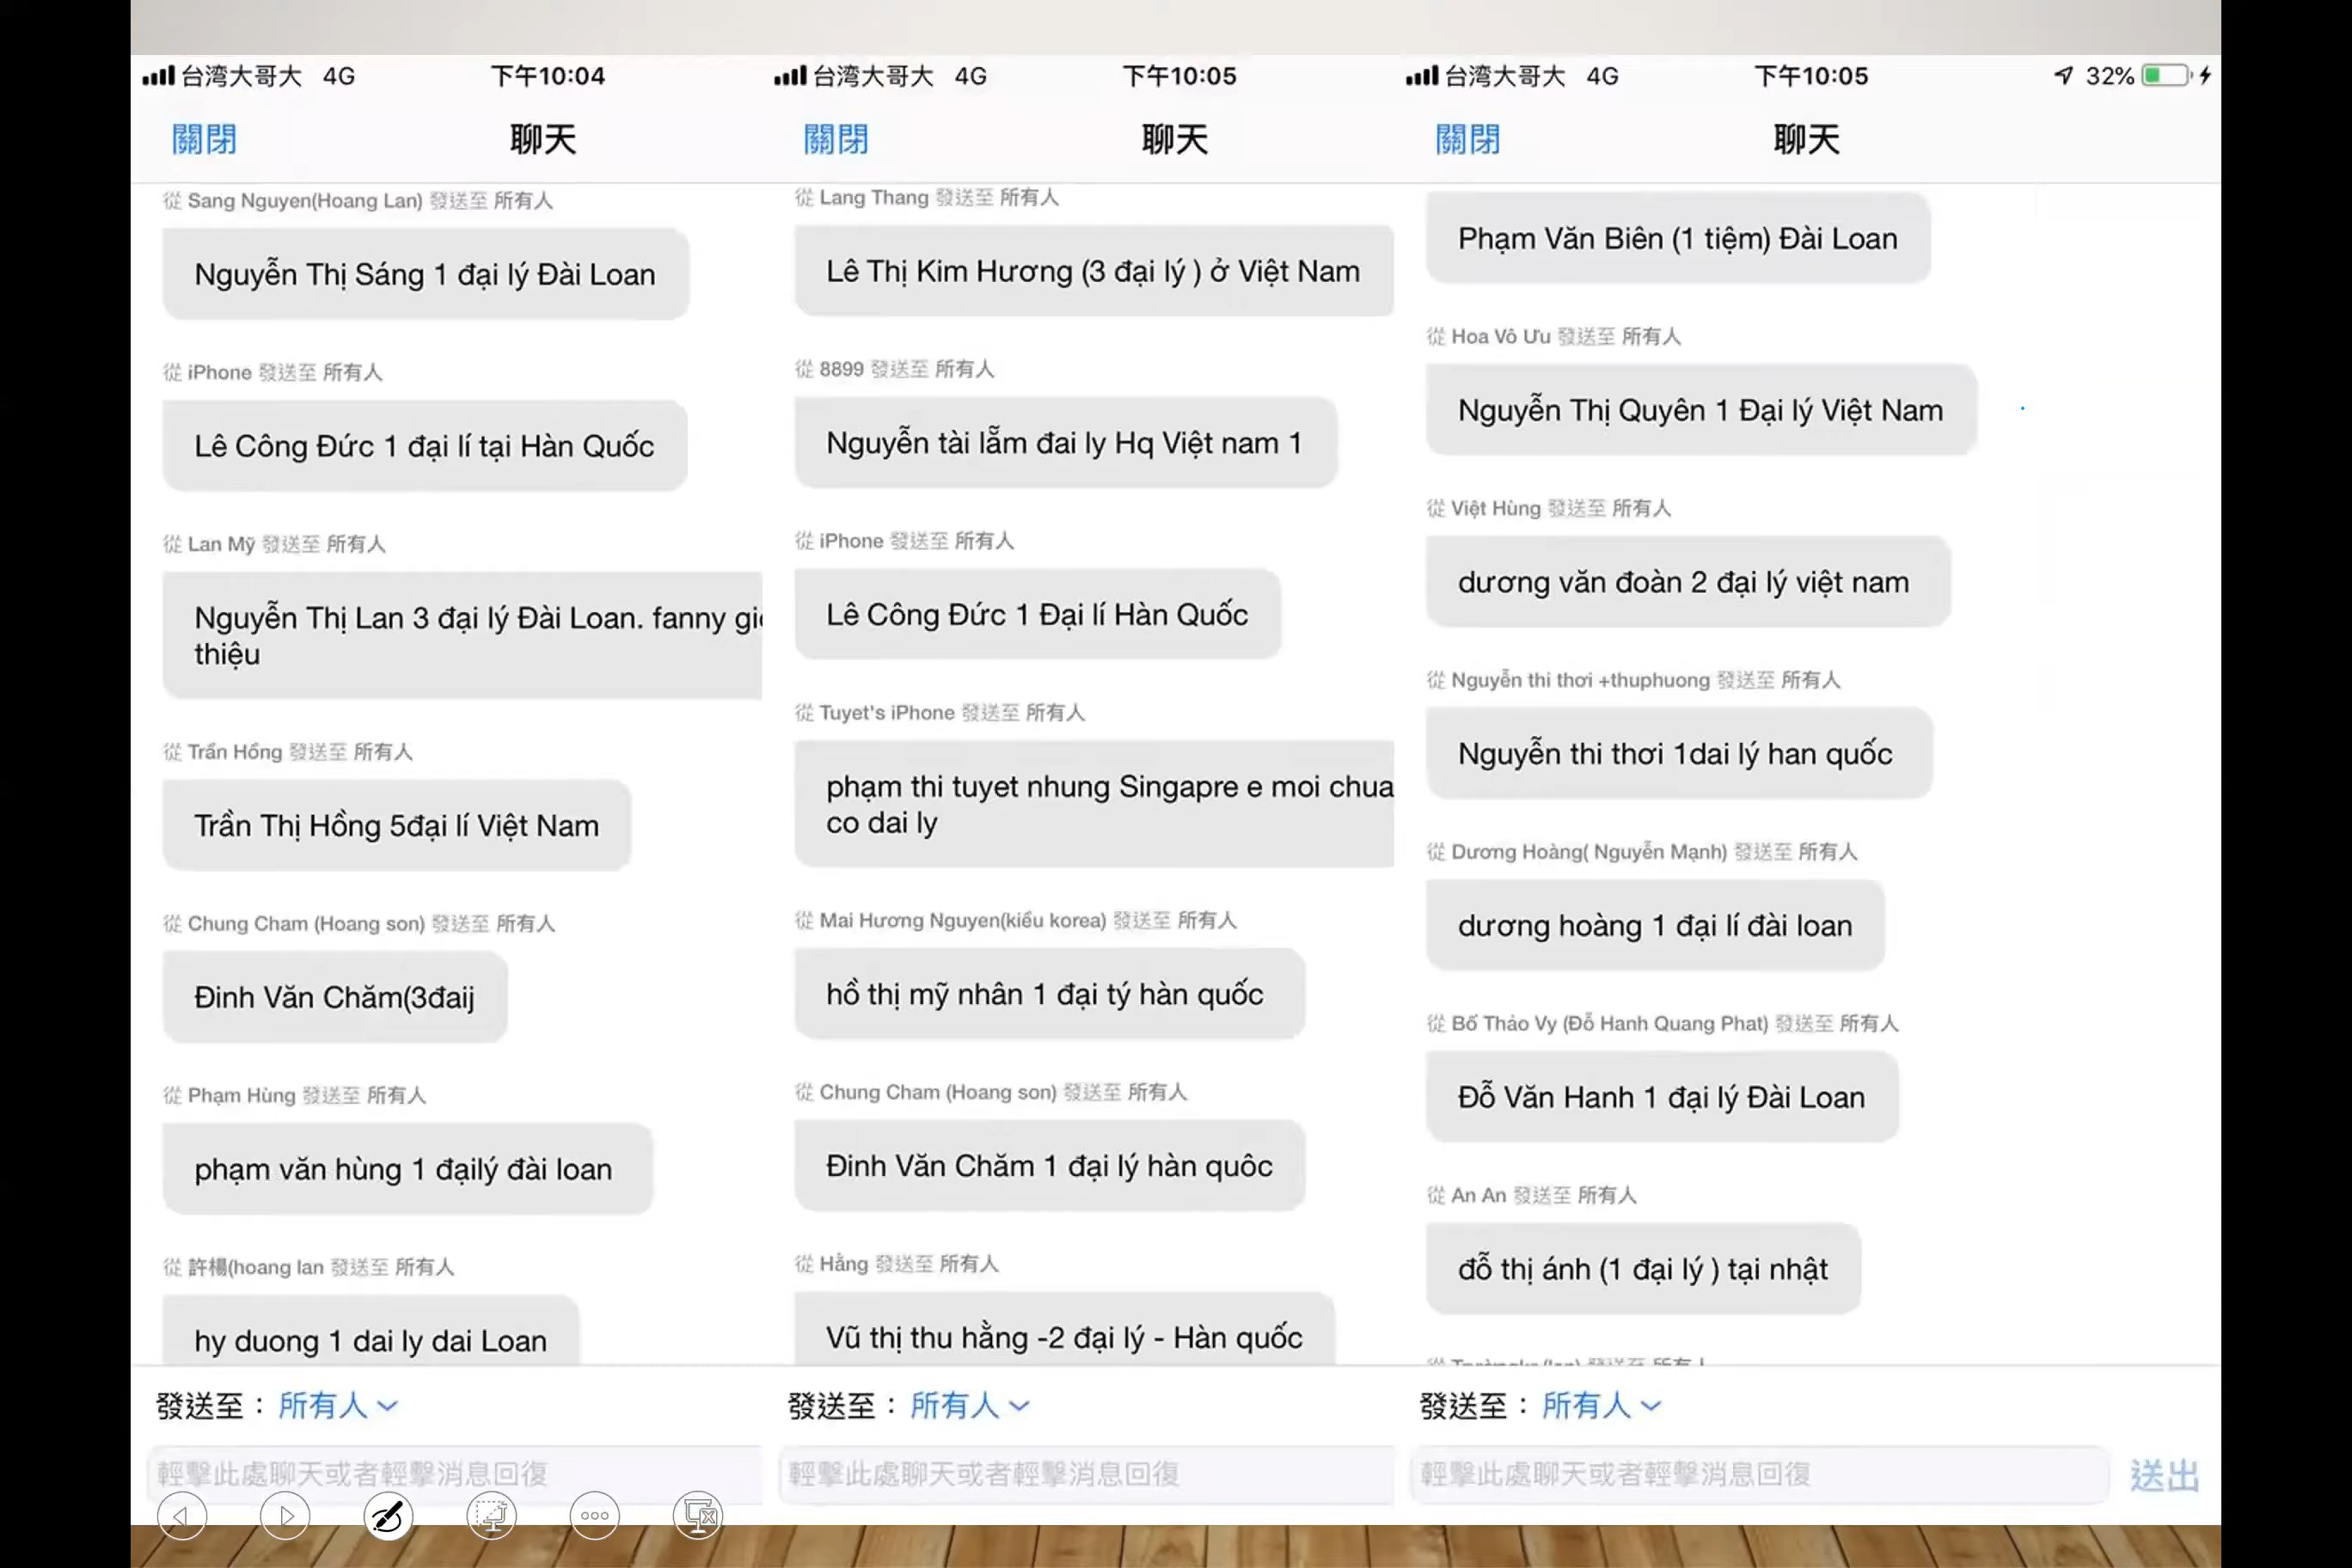 台湾大哥大 4G 下午10:04
關閉 聊天
從 Sang Nguyen(Hoang Lan) 發送至 所有人
Nguyễn Thị Sáng 1 đại lý Đài Loan
從 iPhone 發送至 所有人
Lê Công Đức 1 đại lí tại Hàn Quốc
從 Lan Mỹ 發送至 所有人
Nguyễn Thị Lan 3 đại lý Đài Loan. fanny
thiệu
從 Trần Hồng 發送至 所有人
Trần Thị Hồng 5đại lí Việt Nam
從 Chung Cham (Hoang son) 發送至 所有人
Đinh Văn Chăm(3đaij
從 Phạm Hùng 發送至 所有人
phạm văn hùng 1 đạilý đài loan
從 許楊(hoang lan 發送至 所有人
hy duong 1 dai ly dai Loan
發送至：所有人
輕擊此處聊天或者輕擊消息回復
台湾大哥大 4G 下午10:05
關閉 聊天
從 Lang Thang 發送至 所有人
Lê Thị Kim Hương (3 đại lý ) ở Việt Nam
從 8899 發送至 所有人
Nguyễn tài lẵm đai ly Hq Việt nam 1
從 iPhone 發送至 所有人
Lê Công Đức 1 Đại lí Hàn Quốc
從 Tuyet's iPhone 發送至 所有人
phạm thi tuyet nhung Singapre e moi chua
co dai ly
從 Mai Hương Nguyen(kiều korea) 發送至 所有人
hồ thị mỹ nhân 1 đại tý hàn quốc
從 Chung Cham (Hoang son) 發送至 所有人
Đinh Văn Chăm 1 đại lý hàn quôc
從 Hằng 發送至 所有人
Vũ thị thu hằng -2 đại lý - Hàn quốc
發送至：所有人
輕擊此處聊天或者輕擊消息回復
台湾大哥大 4G 下午10:05 32%
關閉 聊天
Phạm Văn Biên (1 tiệm) Đài Loan
從 Hoa Vô Ưu 發送至 所有人
Nguyễn Thị Quyên 1 Đại lý Việt Nam
從 Việt Hùng 發送至 所有人
dương văn đoàn 2 đại lý việt nam
從 Nguyễn thi thơi +thuphuong 發送至 所有人
Nguyễn thi thơi 1dai lý han quốc
從 Dương Hoàng( Nguyễn Mạnh) 發送至 所有人
dương hoàng 1 đại lí đài loan
從 Bố Thảo Vy (Đỗ Hanh Quang Phat) 發送至 所有人
Đỗ Văn Hanh 1 đại lý Đài Loan
從 An An 發送至 所有人
đỗ thị ánh (1 đại lý ) tại nhật
發送至：所有人
輕擊此處聊天或者輕擊消息回復 送出